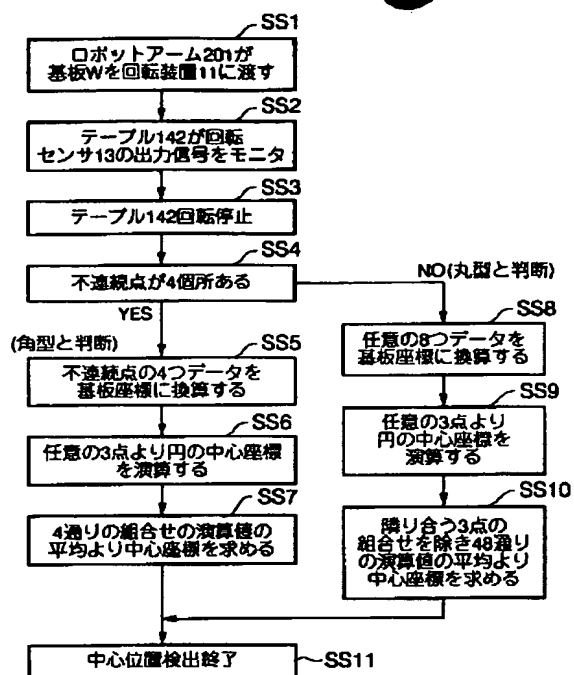 SS1
ロボットアーム201が
基板Wを回転装置11に渡す
SS2
テーブル142が回転
センサ13の出力信号をモニタ
SS3
テーブル142回転停止
SS4
不連続点が4個所ある
NO(丸型と判断)
YES
(角型と判断)
SS5
不連続点の4つデータを
基板座標に換算する
SS6
任意の3点より円の中心座標
を演算する
SS7
4通りの組合せの演算値の
平均より中心座標を求める
SS8
任意の8つデータを
基板座標に換算する
SS9
任意の3点より
円の中心座標を
演算する
SS10
隣り合う3点の
組合せを除き48通り
の演算値の平均より
中心座標を求める
中心位置検出終了
SS11